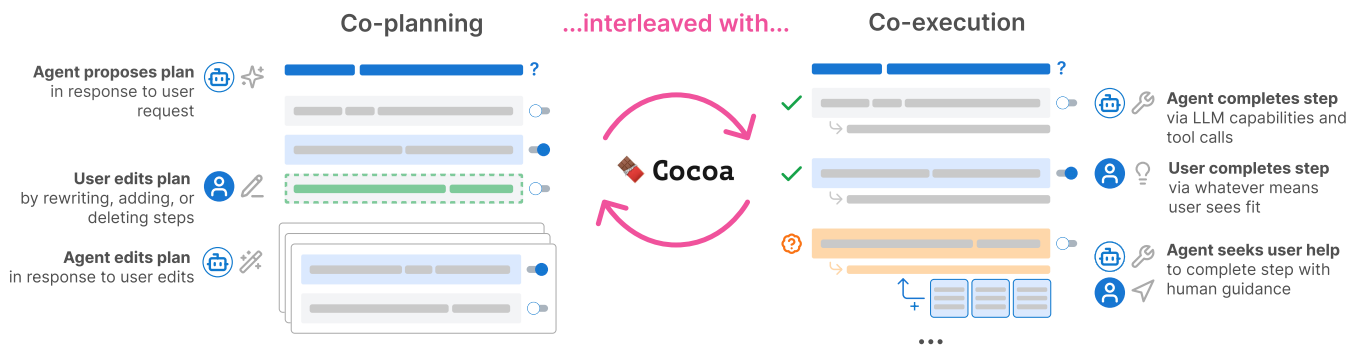 Co-planning
...interleaved with...
Co-execution
Agent proposes plan
in response to user
request
?
User edits plan
by rewriting, adding, or
deleting steps
Agent edits plan
in response to user edits
Cocoa
?
Agent completes step
via LLM capabilities and
tool calls
User completes step
via whatever means
user sees fit
?
Agent seeks user help
to complete step with
human guidance
+
...